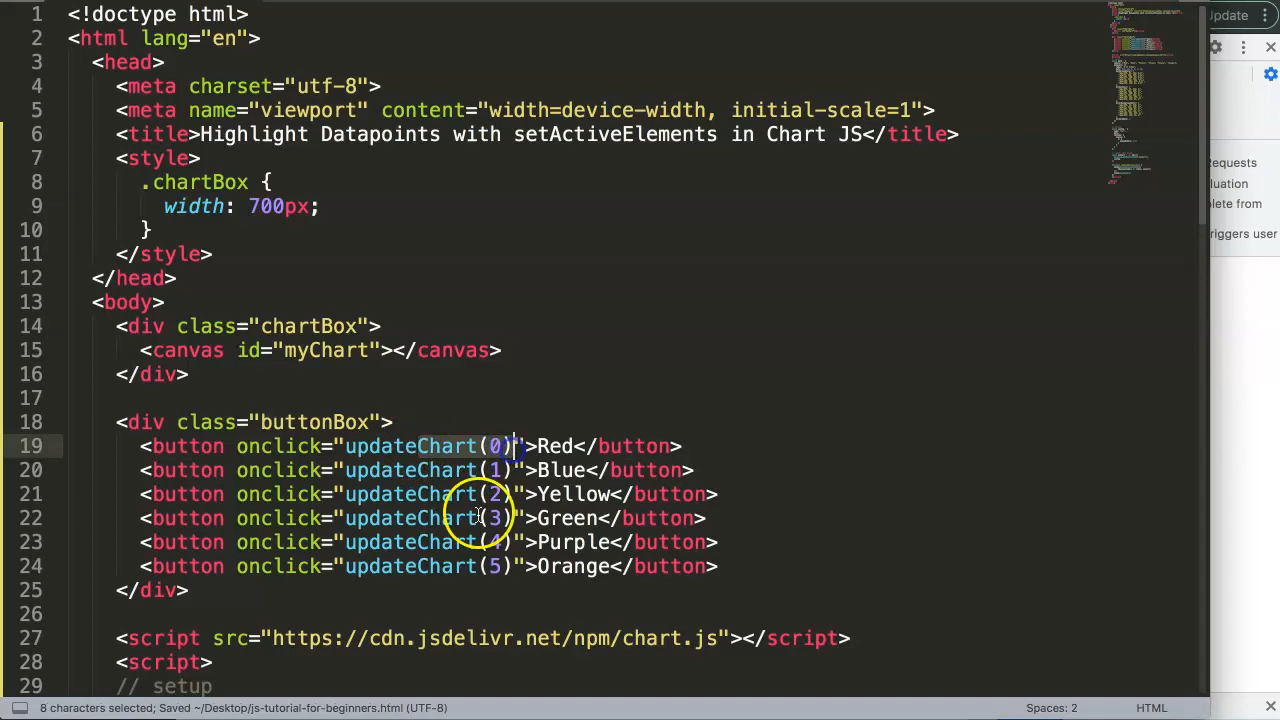 1 <!doctype html>
2 <html lang="en">
3 <head>
4 <meta charset="utf-8">
5 <meta name="viewport" content="width=device-width, initial-scale=1">
6 <title>Highlight Datapoints with setActiveElements in Chart JS</title>
7 <style>
8 .chartBox {
9 width: 700px;
10 }
11 </style>
12 </head>
13 <body>
14 <div class="chartBox">
15 <canvas id="myChart"></canvas>
16 </div>
17
18 <div class="buttonBox">
19 <button onclick="updateChart(0)">Red</button>
20 <button onclick="updateChart(1)">Blue</button>
21 <button onclick="updateChart(2)">Yellow</button>
22 <button onclick="updateChart(3)">Green</button>
23 <button onclick="updateChart(4)">Purple</button>
24 <button onclick="updateChart(5)">Orange</button>
25 </div>
26
27 <script src="https://cdn.jsdelivr.net/npm/chart.js"></script>
28 <script>
29 // setup
8 characters selected; Saved ~/Desktop/js-tutorial-for-beginners.html (UTF-8)
Spaces: 2
HTML
Update
Requests
luation
lete from
riggers user